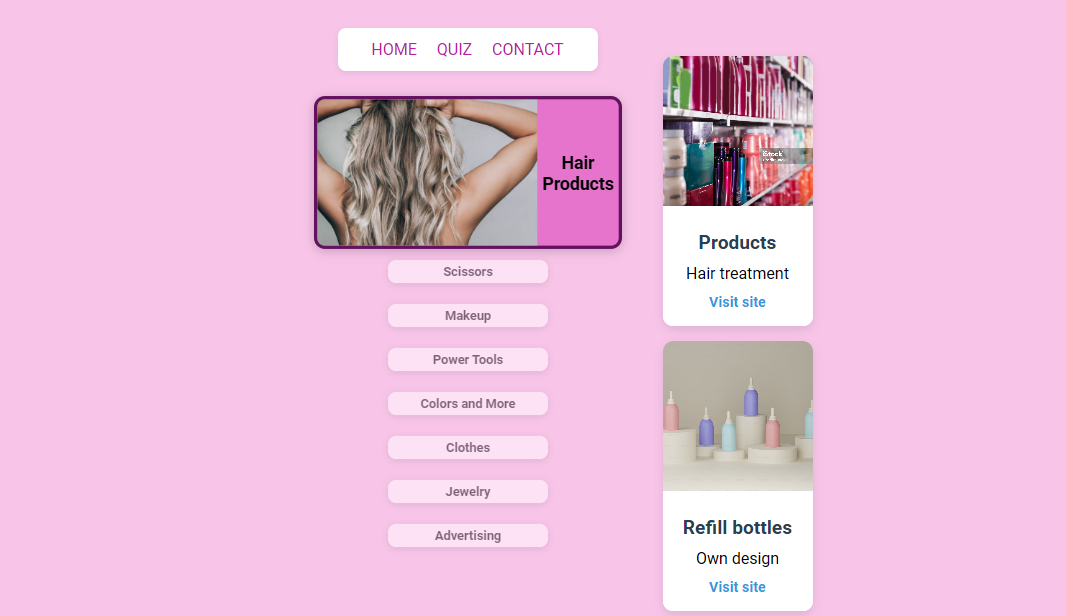 HOME QUIZ CONTACT
Hair
Products
Scissors
Makeup
Power Tools
Colors and More
Clothes
Jewelry
Advertising
iStock
Products
Hair treatment
Visit site
Refill bottles
Own design
Visit site